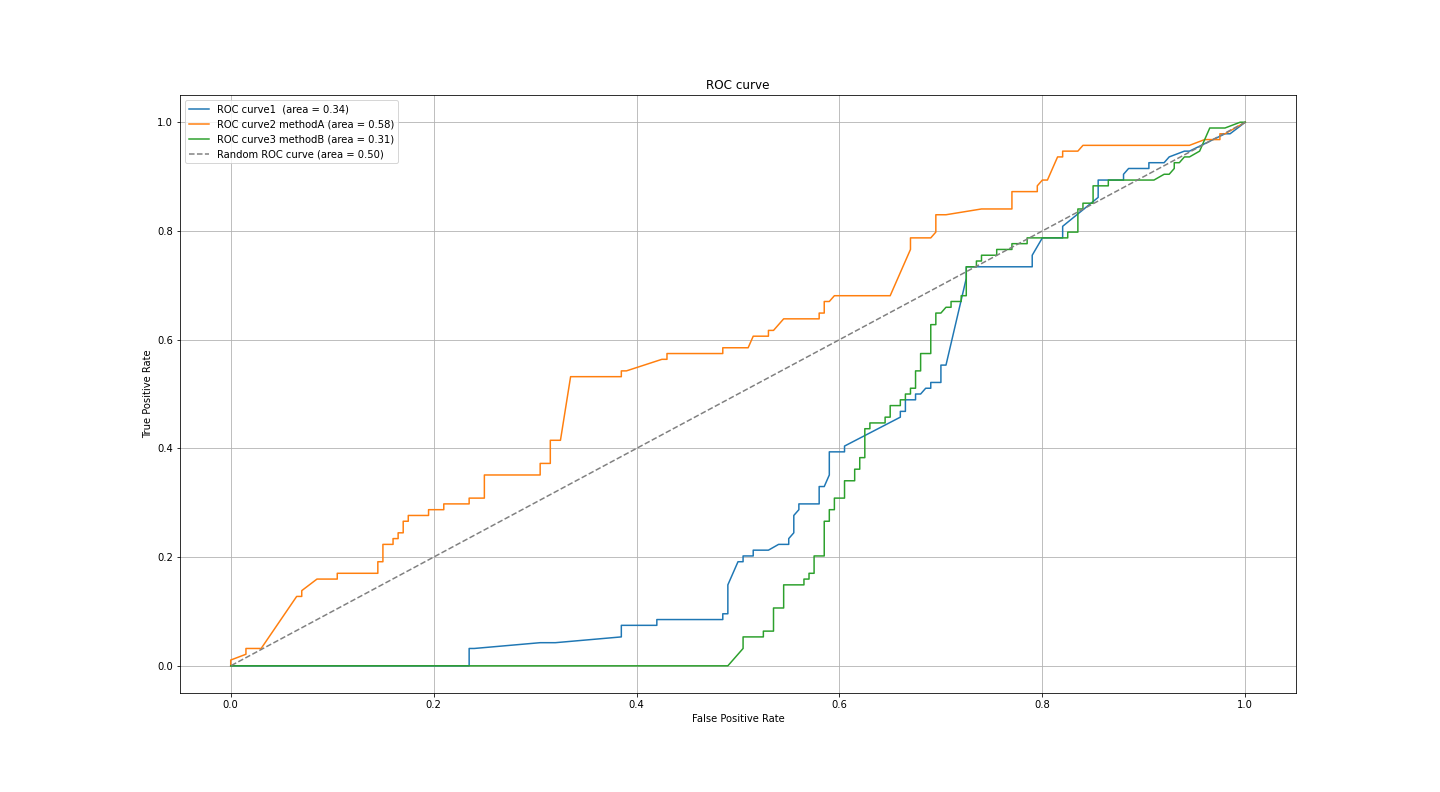 ROC curve
ROC curve1  (area = 0.34)
ROC curve2 methodA (area = 0.58)
ROC curve3 methodB (area = 0.31)
Random ROC curve (area = 0.50)
1.0
0.8
0.6
0.4
0.2
0.0
True Positive Rate
0.0 0.2 0.4 0.6 0.8 1.0
False Positive Rate